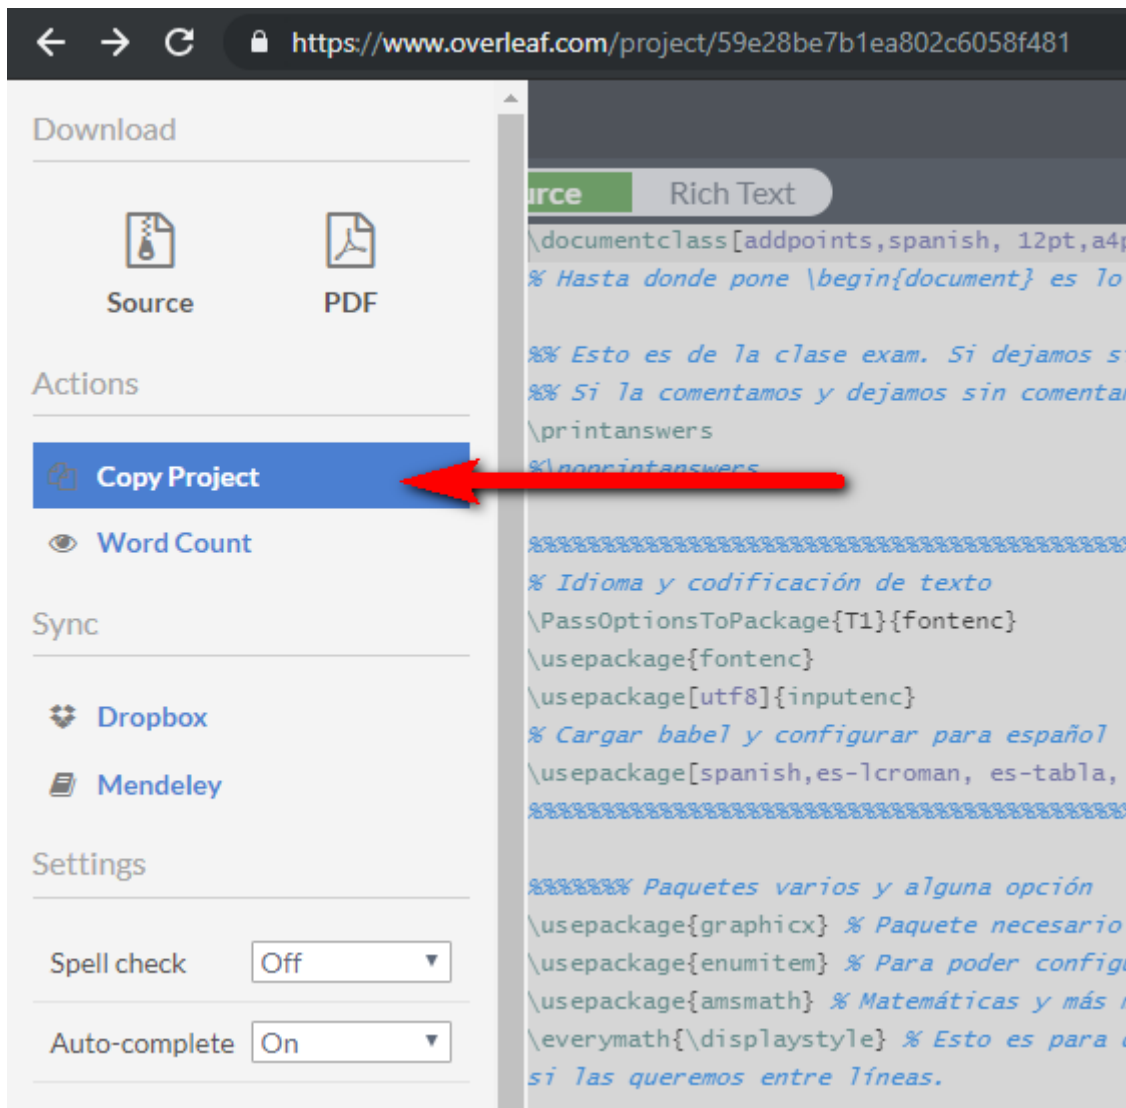 https://www.overleaf.com/project/59e28be7b1ea802c6058f481
Download
Source
PDF
Actions
Copy Project
Word Count
Sync
Dropbox
Mendeley
Settings
Spell check
Off
Auto-complete
On
Rich Text
\documentclass[addpoints,spanish, 12pt,
% Hasta donde pone \begin{document} es lo
%% Esto es de la clase exam. Si dejamos
%% Si la comentamos y dejamos sin
\printanswers
%\noprintanswers
%%%%%%%%%%%%%%%%%%%%%%%%%%%%%%%%%%%%%%%%%%
% Idioma y codificación de texto
\PassOptionsToPackage{T1}{fontenc}
\usepackage{fontenc}
\usepackage[utf8]{inputenc}
% Cargar babel y configurar para español
\usepackage[spanish,es-lcroman, es-tabla,
%%%%%%%%%%%%%%%%%%%%%%%%%%%%%%%%%%%%%%%%%%
%%%%%%% Paquetes varios y alguna opción
\usepackage{graphicx} % Paquete necesario
\usepackage{enumitem} % Para poder
\usepackage{amsmath} % Matemáticas y más
\everymath{\displaystyle} % Esto es para
si las queremos entre líneas.